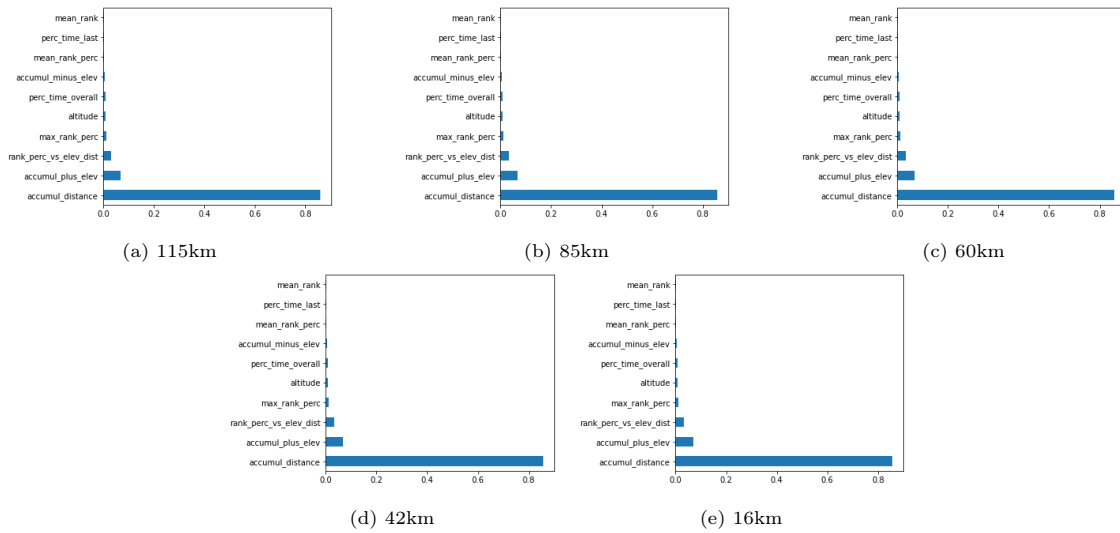 mean_rank
perc_time_last
mean_rank_perc
accumul_minus_elev
perc_time_overall
altitude
max_rank_perc
rank_perc_vs_elev_dist
accumul_plus_elev
accumul_distance
0.0 0.2 0.4 0.6 0.8
(a) 115km
mean_rank
perc_time_last
mean_rank_perc
accumul_minus_elev
perc_time_overall
altitude
max_rank_perc
rank_perc_vs_elev_dist
accumul_plus_elev
accumul_distance
0.0 0.2 0.4 0.6 0.8
(b) 85km
mean_rank
perc_time_last
mean_rank_perc
accumul_minus_elev
perc_time_overall
altitude
max_rank_perc
rank_perc_vs_elev_dist
accumul_plus_elev
accumul_distance
0.0 0.2 0.4 0.6 0.8
(c) 60km
mean_rank
perc_time_last
mean_rank_perc
accumul_minus_elev
perc_time_overall
altitude
max_rank_perc
rank_perc_vs_elev_dist
accumul_plus_elev
accumul_distance
0.0 0.2 0.4 0.6 0.8
(d) 42km
mean_rank
perc_time_last
mean_rank_perc
accumul_minus_elev
perc_time_overall
altitude
max_rank_perc
rank_perc_vs_elev_dist
accumul_plus_elev
accumul_distance
0.0 0.2 0.4 0.6 0.8
(e) 16km